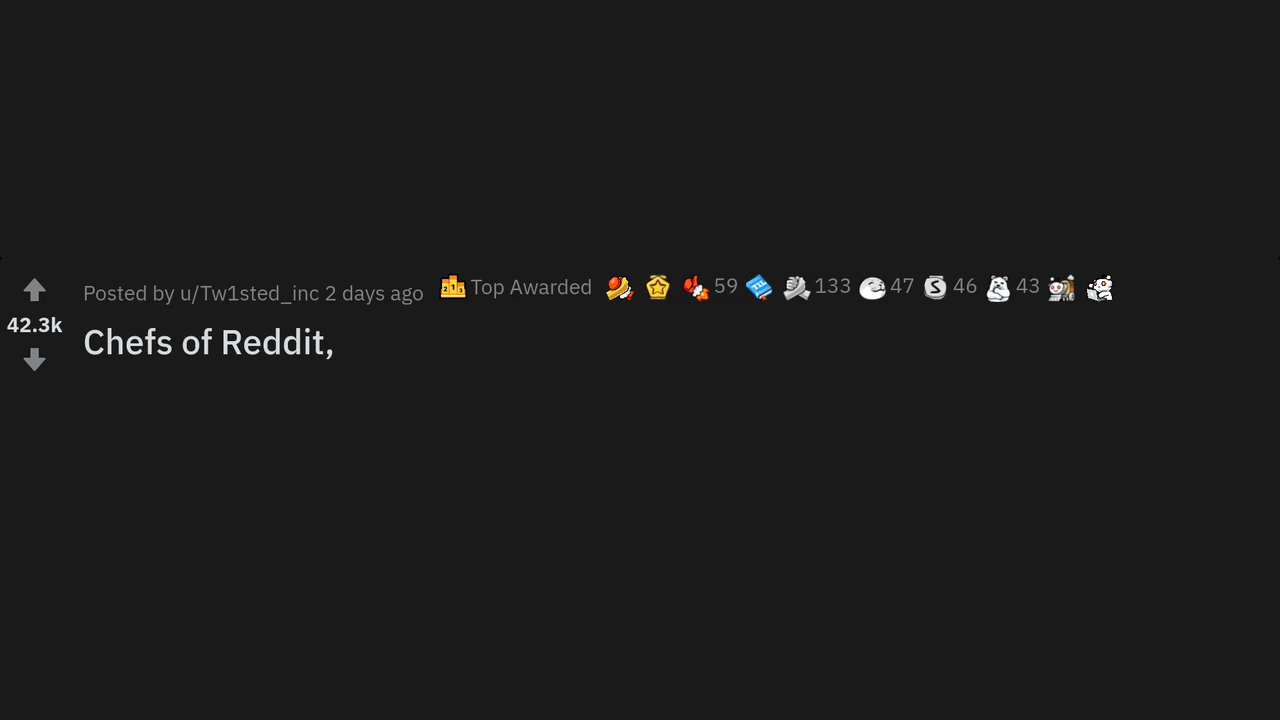 Posted by u/Tw1sted_inc 2 days ago Top Awarded 59 133 47 46 43
42.3k
Chefs of Reddit,